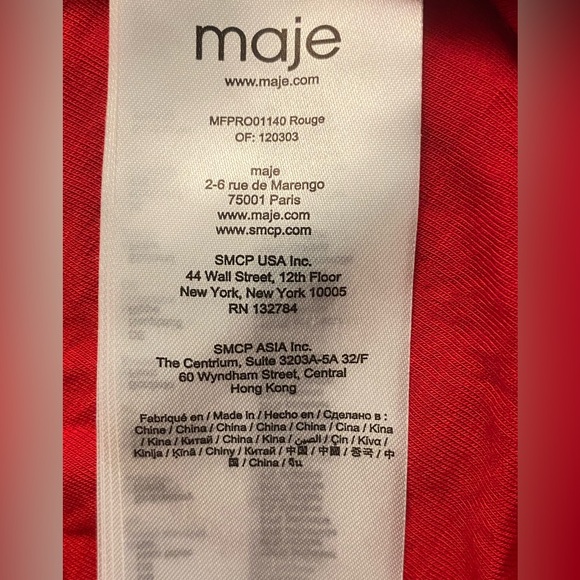 maje
www.maje.com
MFPRO01140 Rouge
OF: 120303
maje
2-6 rue de Marengo
75001 Paris
www.maje.com
www.smcp.com
SMCP USA Inc.
44 Wall Street, 12th Floor
New York, New York 10005
RN 132784
SMCP ASIA Inc.
The Centrium, Suite 3203A-5A 32/F
60 Wyndham Street, Central
Hong Kong
Fabriqué en / Made in / Hecho en / Сделано в :
Chine / China / China / China / China / Cina / Kina
/ Kina / Китай / China / Kina / الصين / Çin / Kíva /
Kinija / Ķīnā / Chiny / Китай / 中国 / 中國 / 중국 / 中
国 / China / จีน